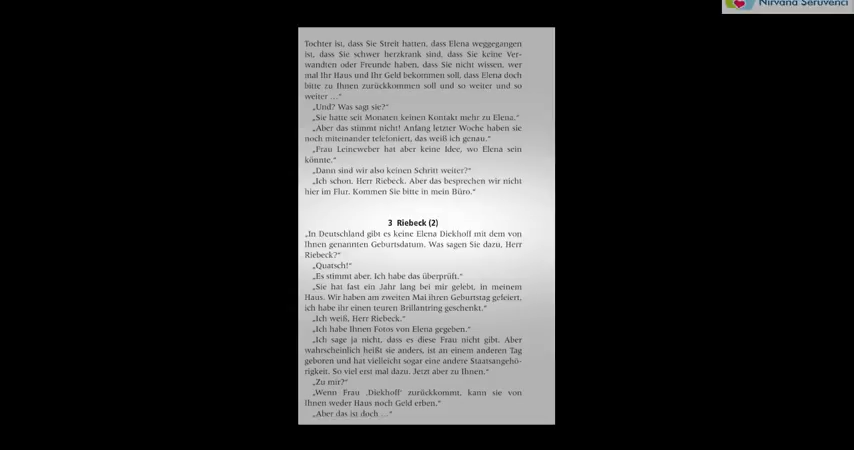 Nirvana Serüvenci
Tochter ist, dass Sie Streit hatten, dass Elena weggegangen
ist, dass Sie schwer herzkrank sind, dass Sie keine Ver-
wandten oder Freunde haben, dass Sie nicht wissen, wer
mal Ihr Haus und Ihr Geld bekommen soll, dass Elena doch
bitte zu Ihnen zurückkommen soll und so weiter und so
weiter …“
„Und? Was sagt sie?“
„Sie hatte seit Monaten keinen Kontakt mehr zu Elena.“
„Aber das stimmt nicht! Anfang letzter Woche haben sie
noch miteinander telefoniert, das weiß ich genau.“
„Frau Leineweber hat aber keine Idee, wo Elena sein
könnte.“
„Dann sind wir also keinen Schritt weiter?“
„Ich schon, Herr Riebeck. Aber das besprechen wir nicht
hier im Flur. Kommen Sie bitte in mein Büro.“
3 Riebeck (2)
„In Deutschland gibt es keine Elena Diekhoff mit dem von
Ihnen genannten Geburtsdatum. Was sagen Sie dazu, Herr
Riebeck?“
„Quatsch!“
„Es stimmt aber. Ich habe das überprüft.“
„Sie hat fast ein Jahr lang bei mir gelebt, in meinem
Haus. Wir haben am zweiten Mai ihren Geburtstag gefeiert,
ich habe ihr einen teuren Brillantring geschenkt.“
„Ich weiß, Herr Riebeck.“
„Ich habe Ihnen Fotos von Elena gegeben.“
„Ich sage ja nicht, dass es diese Frau nicht gibt. Aber
wahrscheinlich heißt sie anders, ist an einem anderen Tag
geboren und hat vielleicht sogar eine andere Staatsangehö-
rigkeit. So viel erst mal dazu. Jetzt aber zu Ihnen.“
„Zu mir?“
„Wenn Frau ‚Diekhoff‘ zurückkommt, kann sie von
Ihnen weder Haus noch Geld erben.“
„Aber das ist doch …“